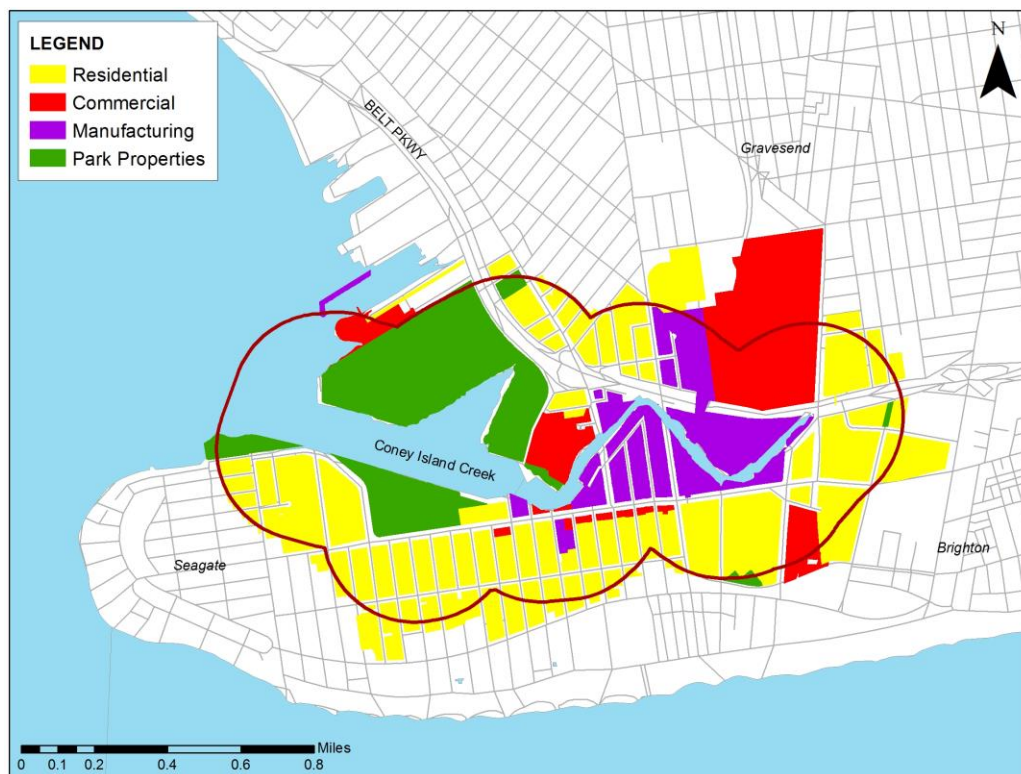 LEGEND
Residential
Commercial
Manufacturing
Park Properties
N
BELT PKWY
Gravesend
Coney Island Creek
Seagate
Brighton
Miles
0 0.1 0.2 0.4 0.6 0.8